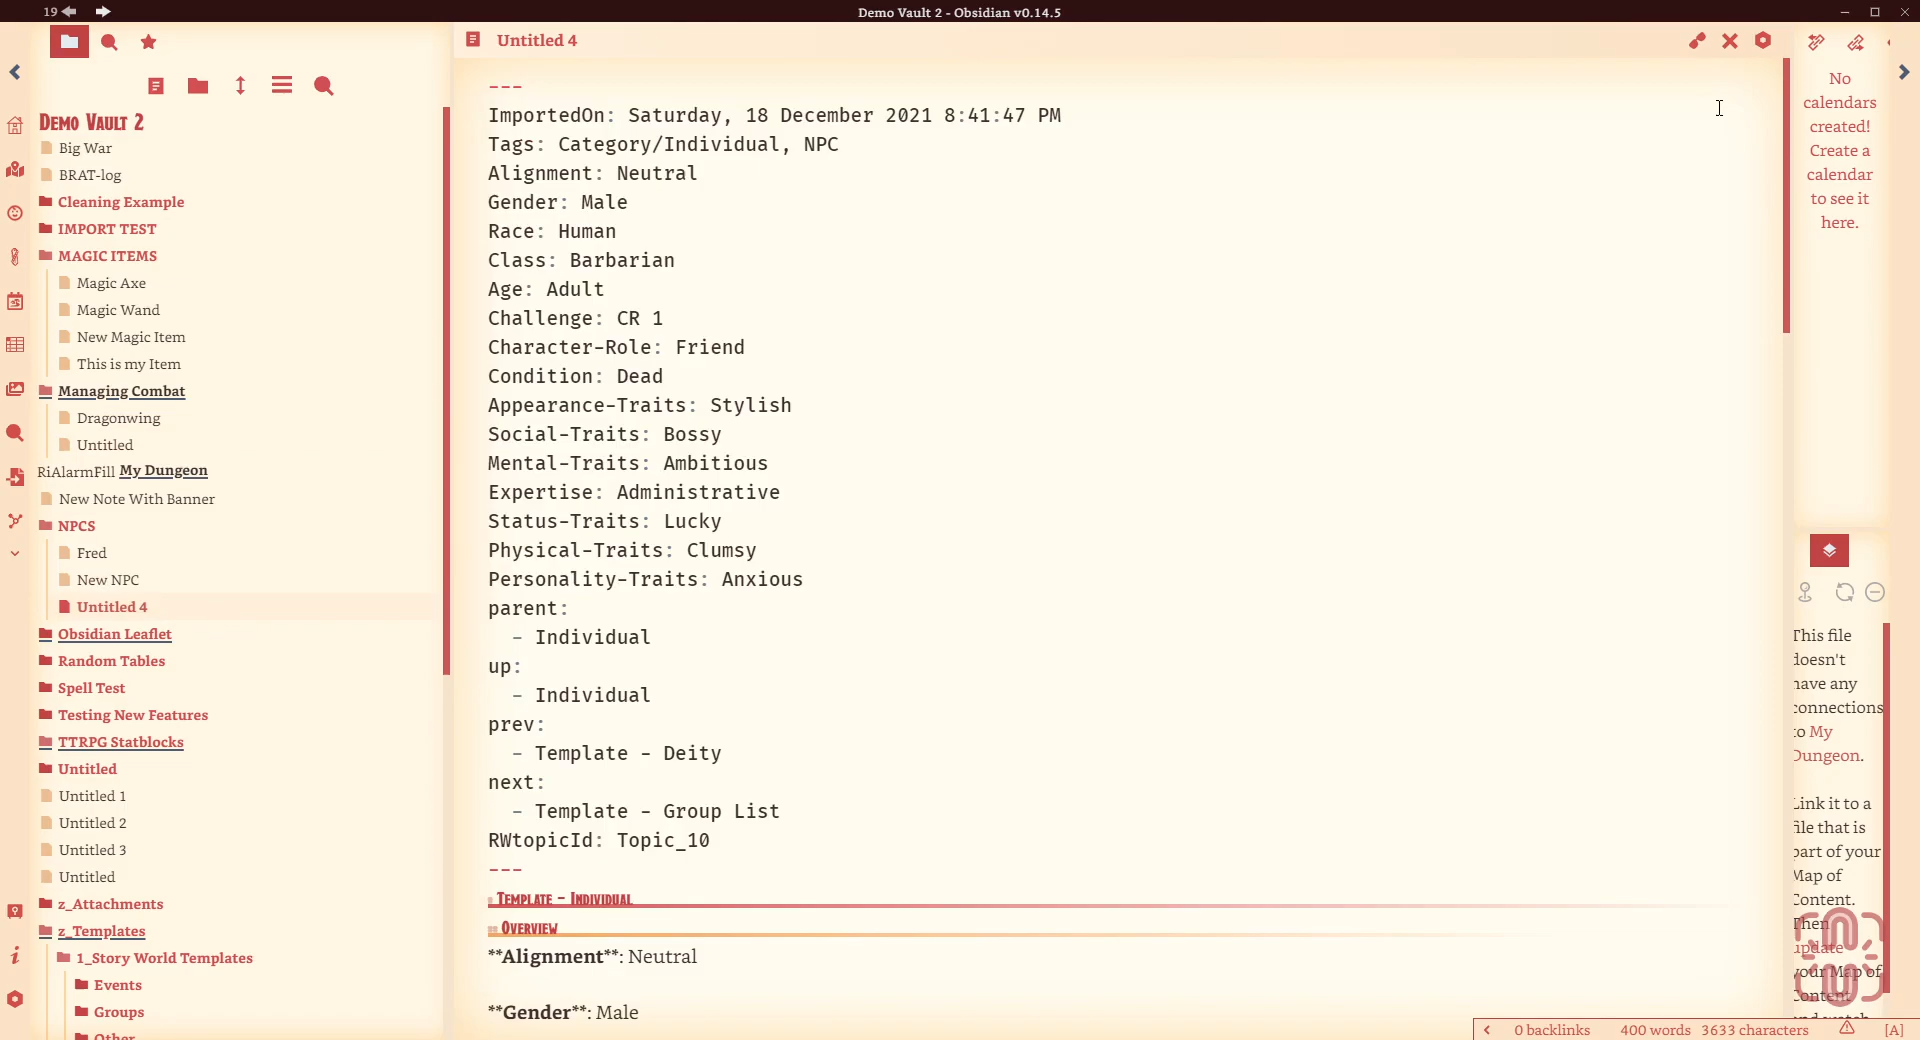 19
Demo Vault 2 - Obsidian v0.14.5
Untitled 4
DEMO VAULT 2
Big War
BRAT-log
Cleaning Example
IMPORT TEST
MAGIC ITEMS
Magic Axe
Magic Wand
New Magic Item
This is my Item
Managing Combat
Dragonwing
Untitled
RiAlarmFill My Dungeon
New Note With Banner
NPCS
Fred
New NPC
Untitled 4
Obsidian Leaflet
Random Tables
Spell Test
Testing New Features
TTRPG Statblocks
Untitled
Untitled 1
Untitled 2
Untitled 3
Untitled
z_Attachments
z_Templates
1_Story World Templates
Events
Groups
Other
---
ImportedOn: Saturday, 18 December 2021 8:41:47 PM
Tags: Category/Individual, NPC
Alignment: Neutral
Gender: Male
Race: Human
Class: Barbarian
Age: Adult
Challenge: CR 1
Character-Role: Friend
Condition: Dead
Appearance-Traits: Stylish
Social-Traits: Bossy
Mental-Traits: Ambitious
Expertise: Administrative
Status-Traits: Lucky
Physical-Traits: Clumsy
Personality-Traits: Anxious
parent:
- Individual
up:
- Individual
prev:
- Template - Deity
next:
- Template - Group List
RWtopicId: Topic_10
---
TEMPLATE - INDIVIDUAL
OVERVIEW
**Alignment**: Neutral
**Gender**: Male
No
calendars
created!
Create a
calendar
to see it
here.
This file
doesn't
have any
connections
to My
Dungeon.
Link it to a
file that is
part of your
Map of
Content.
Then
update
your Map of
Content
and watch
0 backlinks 400 words 3633 characters [A]